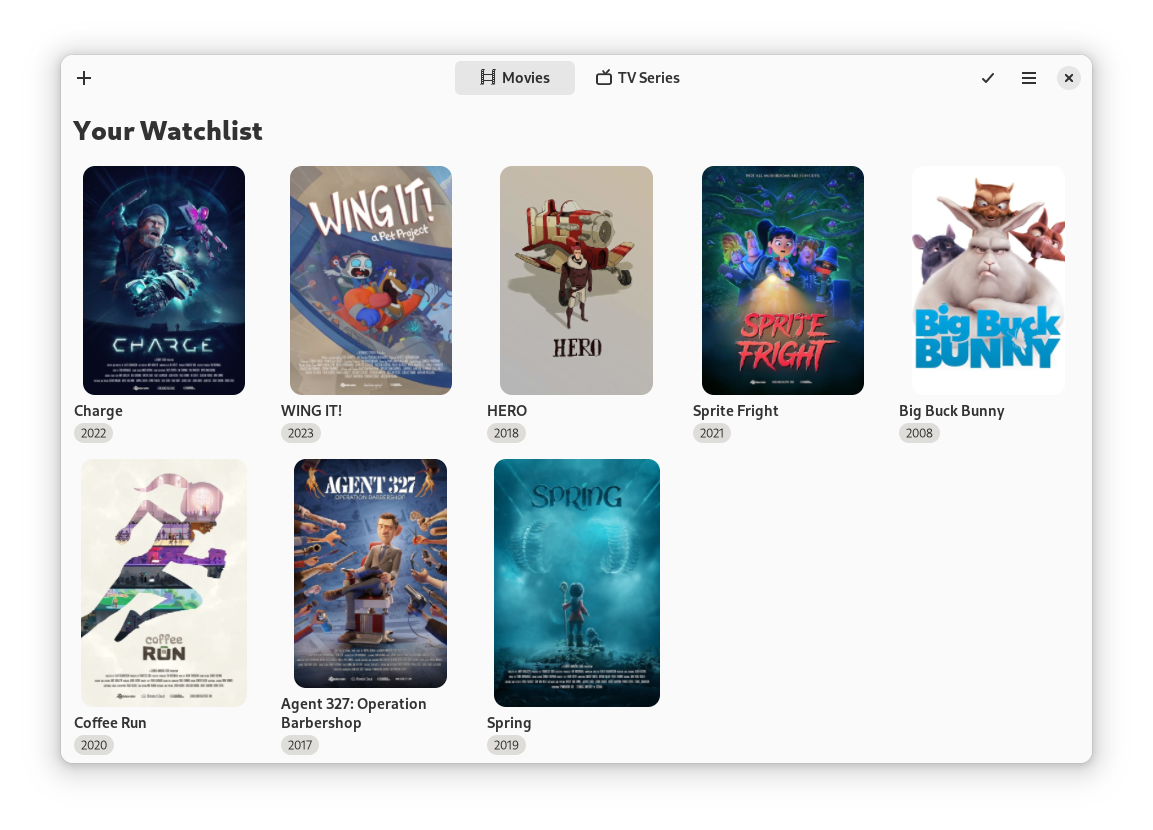 Movies
TV Series
Your Watchlist
CHARGE
WING IT!
a Pet Project
HERO
NOT ALL MUSHROOMS ARE FUN GUYS
SPRITE
FRIGHT
Big Buck
BUNNY
Charge
WING IT!
HERO
Sprite Fright
Big Buck Bunny
2022
2023
2018
2021
2008
coffee
RUN
AGENT 327
OPERATION BARBERSHOP
SPRING
Coffee Run
Agent 327: Operation
Barbershop
Spring
2020
2017
2019